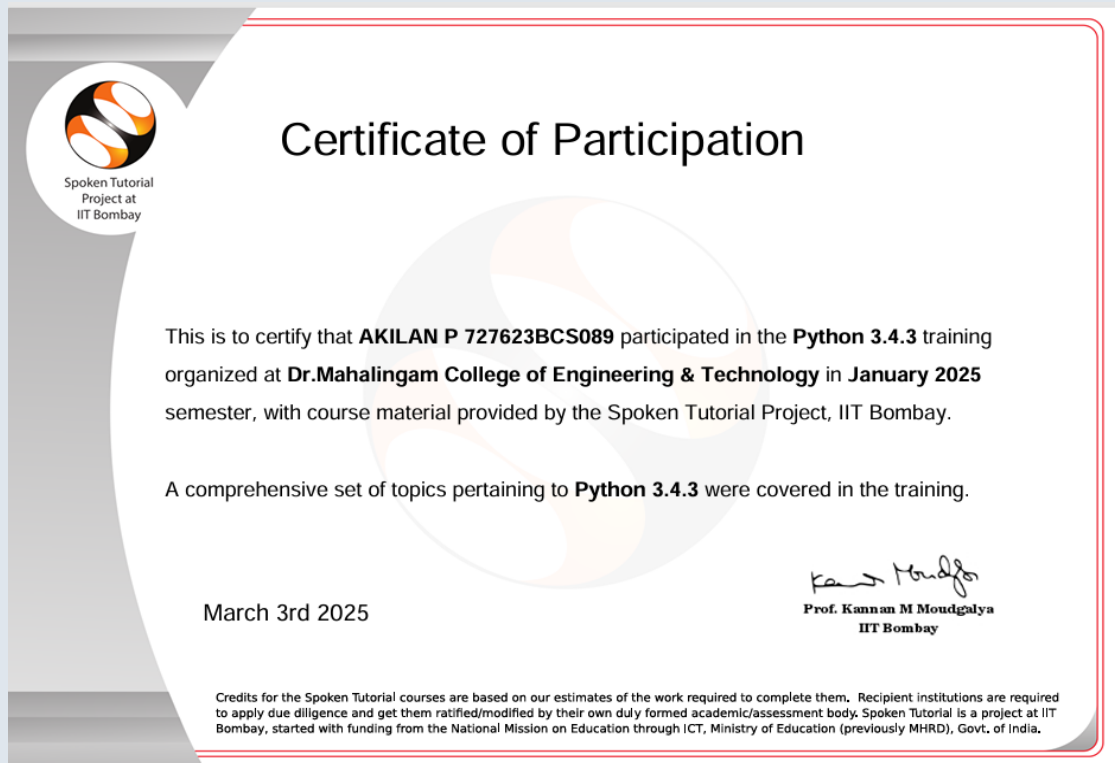 Spoken Tutorial
Project at
IIT Bombay
Certificate of Participation
This is to certify that AKILAN P 727623BCS089 participated in the Python 3.4.3 training
organized at Dr.Mahalingam College of Engineering & Technology in January 2025
semester, with course material provided by the Spoken Tutorial Project, IIT Bombay.
A comprehensive set of topics pertaining to Python 3.4.3 were covered in the training.
March 3rd 2025
Prof. Kannan M Moudgalya
IIT Bombay
Credits for the Spoken Tutorial courses are based on our estimates of the work required to complete them. Recipient institutions are required
to apply due diligence and get them ratified/modified by their own duly formed academic/assessment body. Spoken Tutorial is a project at IIT
Bombay, started with funding from the National Mission on Education through ICT, Ministry of Education (previously MHRD), Govt. of India.